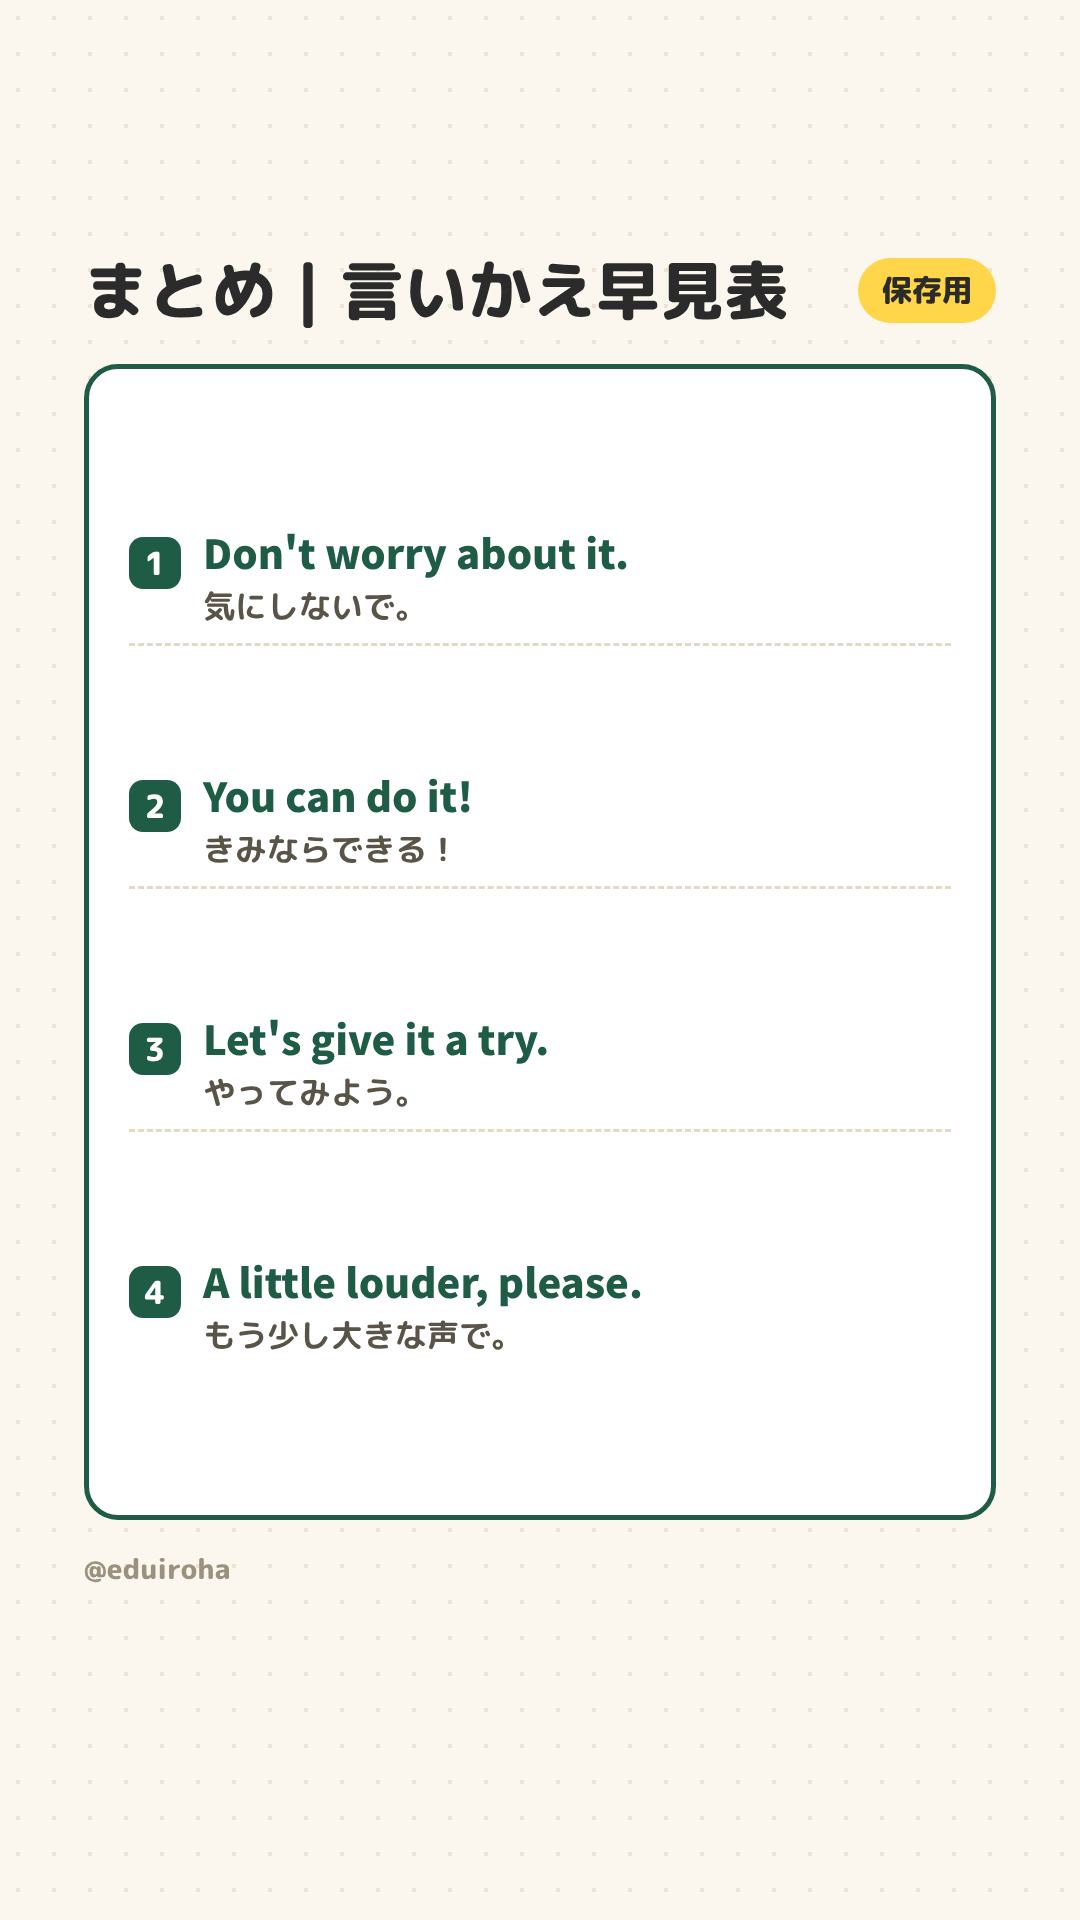 まとめ｜言いかえ早見表
保存用
1 Don't worry about it.
気にしないで。
2 You can do it!
きみならできる！
3 Let's give it a try.
やってみよう。
4 A little louder, please.
もう少し大きな声で。
@eduiroha